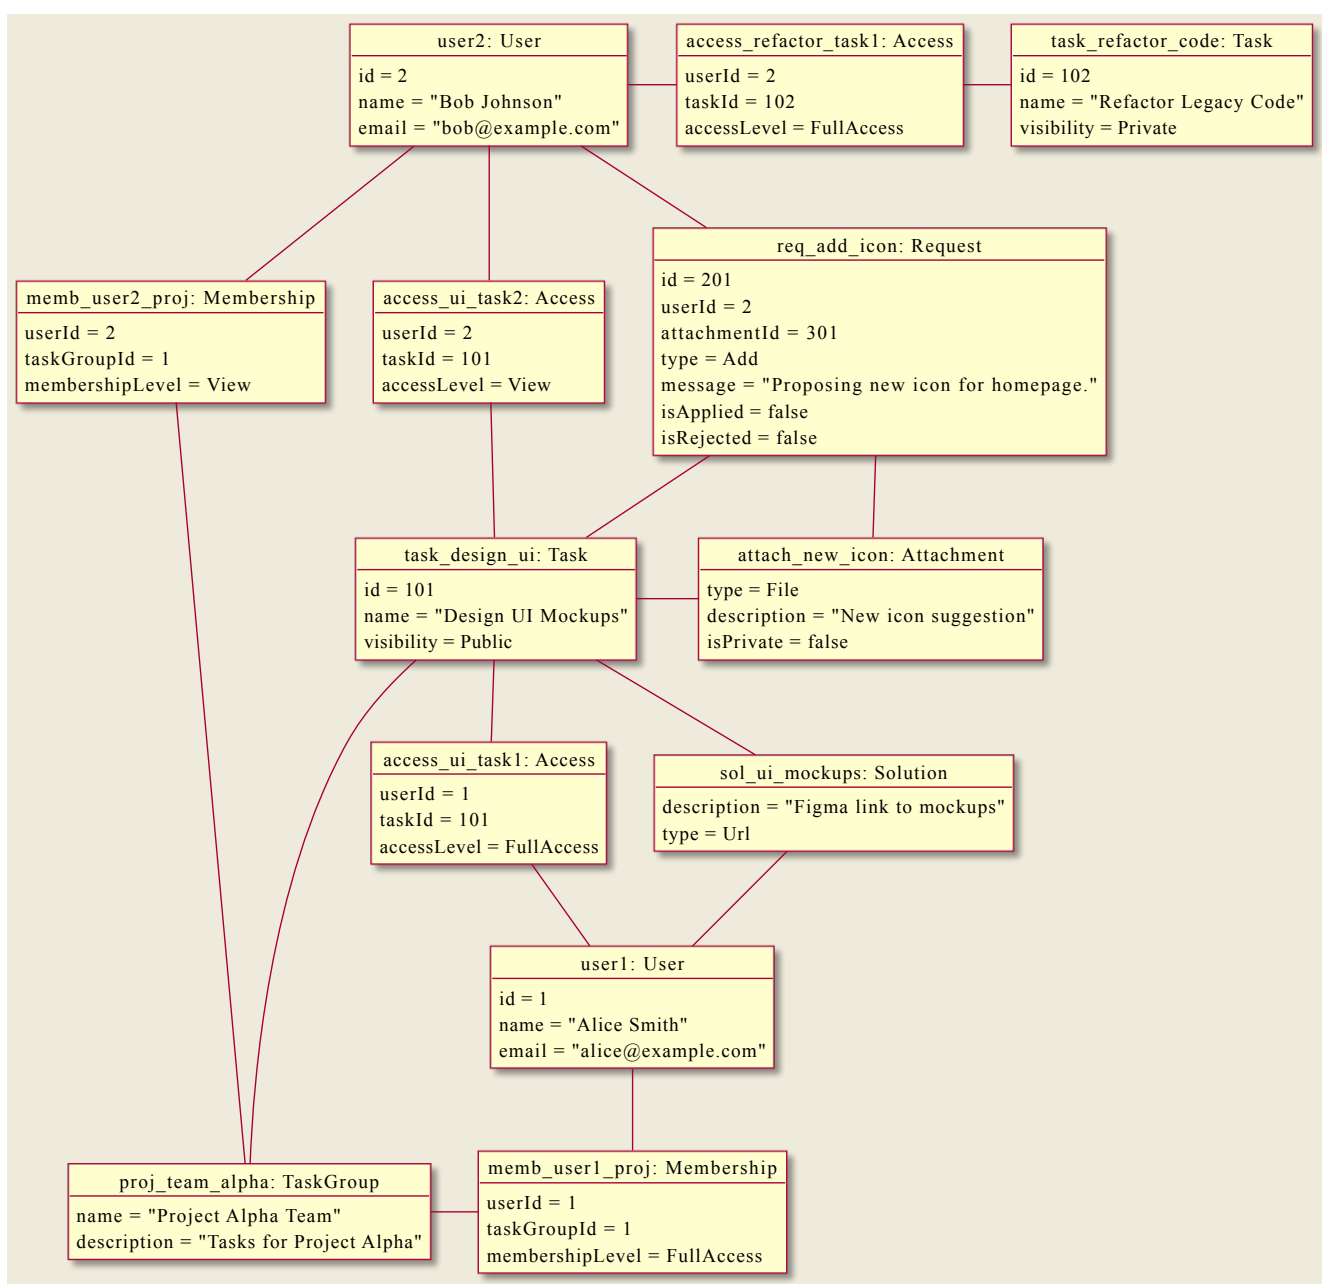 user2: User
id = 2
name = "Bob Johnson"
email = "bob@example.com"
access_refactor_task1: Access
userId = 2
taskId = 102
accessLevel = FullAccess
task_refactor_code: Task
id = 102
name = "Refactor Legacy Code"
visibility = Private
req_add_icon: Request
id = 201
userId = 2
attachmentId = 301
type = Add
message = "Proposing new icon for homepage."
isApplied = false
isRejected = false
memb_user2_proj: Membership
userId = 2
taskGroupId = 1
membershipLevel = View
access_ui_task2: Access
userId = 2
taskId = 101
accessLevel = View
task_design_ui: Task
id = 101
name = "Design UI Mockups"
visibility = Public
attach_new_icon: Attachment
type = File
description = "New icon suggestion"
isPrivate = false
access_ui_task1: Access
userId = 1
taskId = 101
accessLevel = FullAccess
sol_ui_mockups: Solution
description = "Figma link to mockups"
type = Url
user1: User
id = 1
name = "Alice Smith"
email = "alice@example.com"
proj_team_alpha: TaskGroup
name = "Project Alpha Team"
description = "Tasks for Project Alpha"
memb_user1_proj: Membership
userId = 1
taskGroupId = 1
membershipLevel = FullAccess